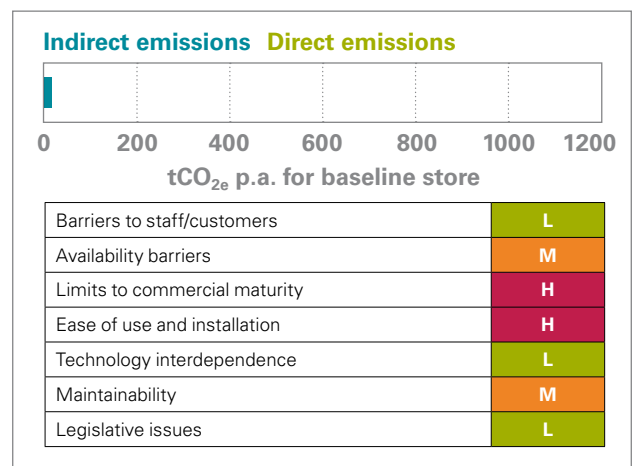 Indirect emissions Direct emissions
0 200 400 600 800 1000 1200
tCO2e p.a. for baseline store
Barriers to staff/customers L
Availability barriers M
Limits to commercial maturity H
Ease of use and installation H
Technology interdependence L
Maintainability M
Legislative issues L